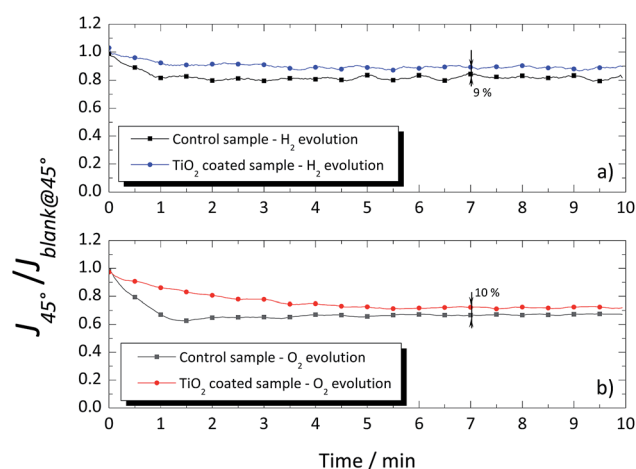 J45° /Jblank@45°
1.2
1.0
0.8
0.6
0.4
0.2
0.0
9 %
Control sample - H2 evolution
TiO2 coated sample - H2 evolution
a)
0 1 2 3 4 5 6 7 8 9 10
1.2
1.0
0.8
0.6
0.4
0.2
0.0
10 %
Control sample - O2 evolution
TiO2 coated sample - O2 evolution
b)
0 1 2 3 4 5 6 7 8 9 10
Time / min